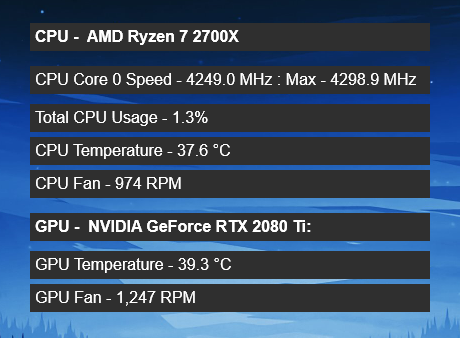 CPU -  AMD Ryzen 7 2700X
CPU Core 0 Speed - 4249.0 MHz : Max - 4298.9 MHz
Total CPU Usage - 1.3%
CPU Temperature - 37.6 °C
CPU Fan - 974 RPM
GPU -  NVIDIA GeForce RTX 2080 Ti:
GPU Temperature - 39.3 °C
GPU Fan - 1,247 RPM